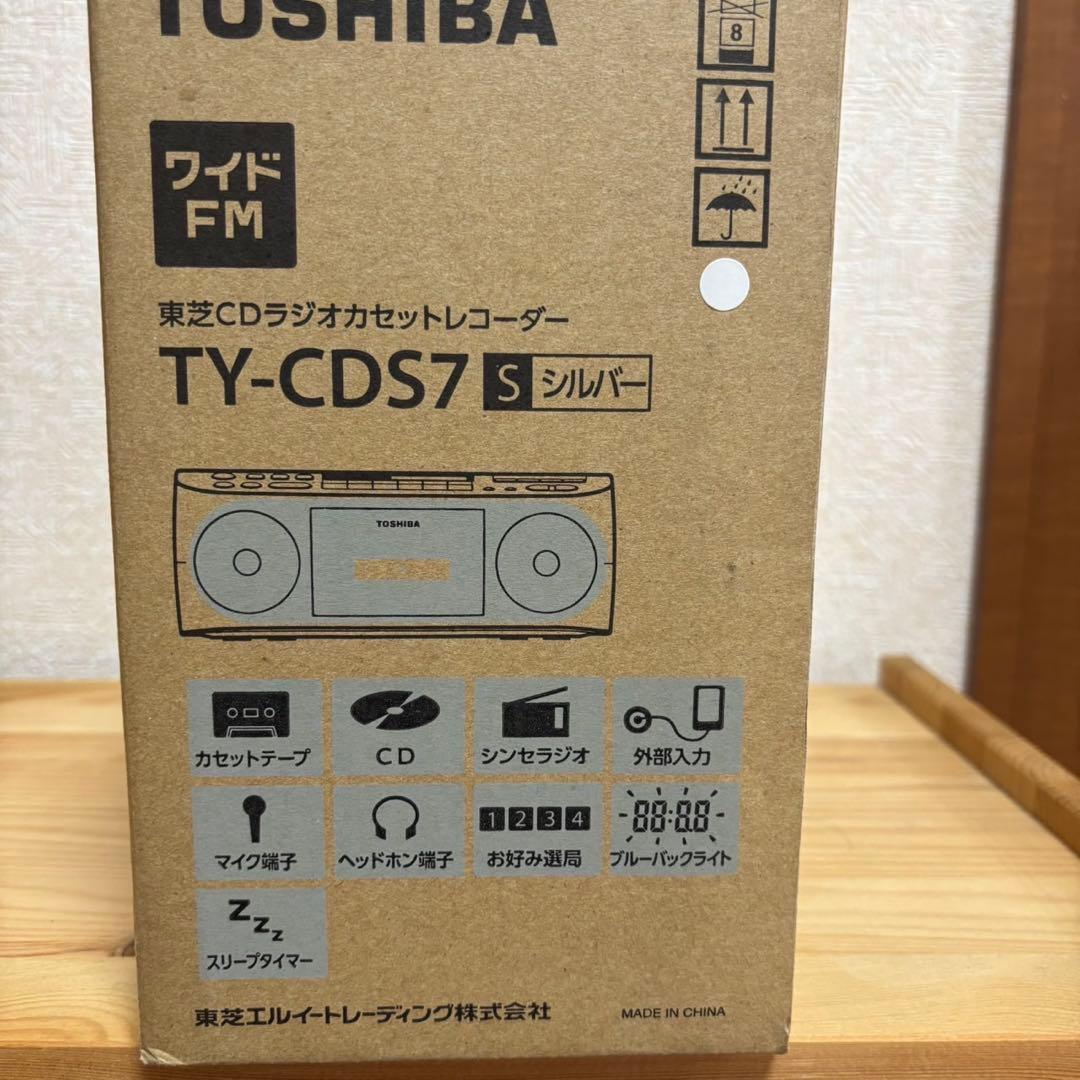 TOSHIBA
8
ワイド
FM
東芝CDラジオカセットレコーダー
TY-CDS7 S シルバー
TOSHIBA
カセットテープ
CD
シンセラジオ
外部入力
マイク端子
ヘッドホン端子
1 2 3 4
お好み選局
88:88
ブルーバックライト
ZZZ
スリープタイマー
東芝エルイートレーディング株式会社
MADE IN CHINA